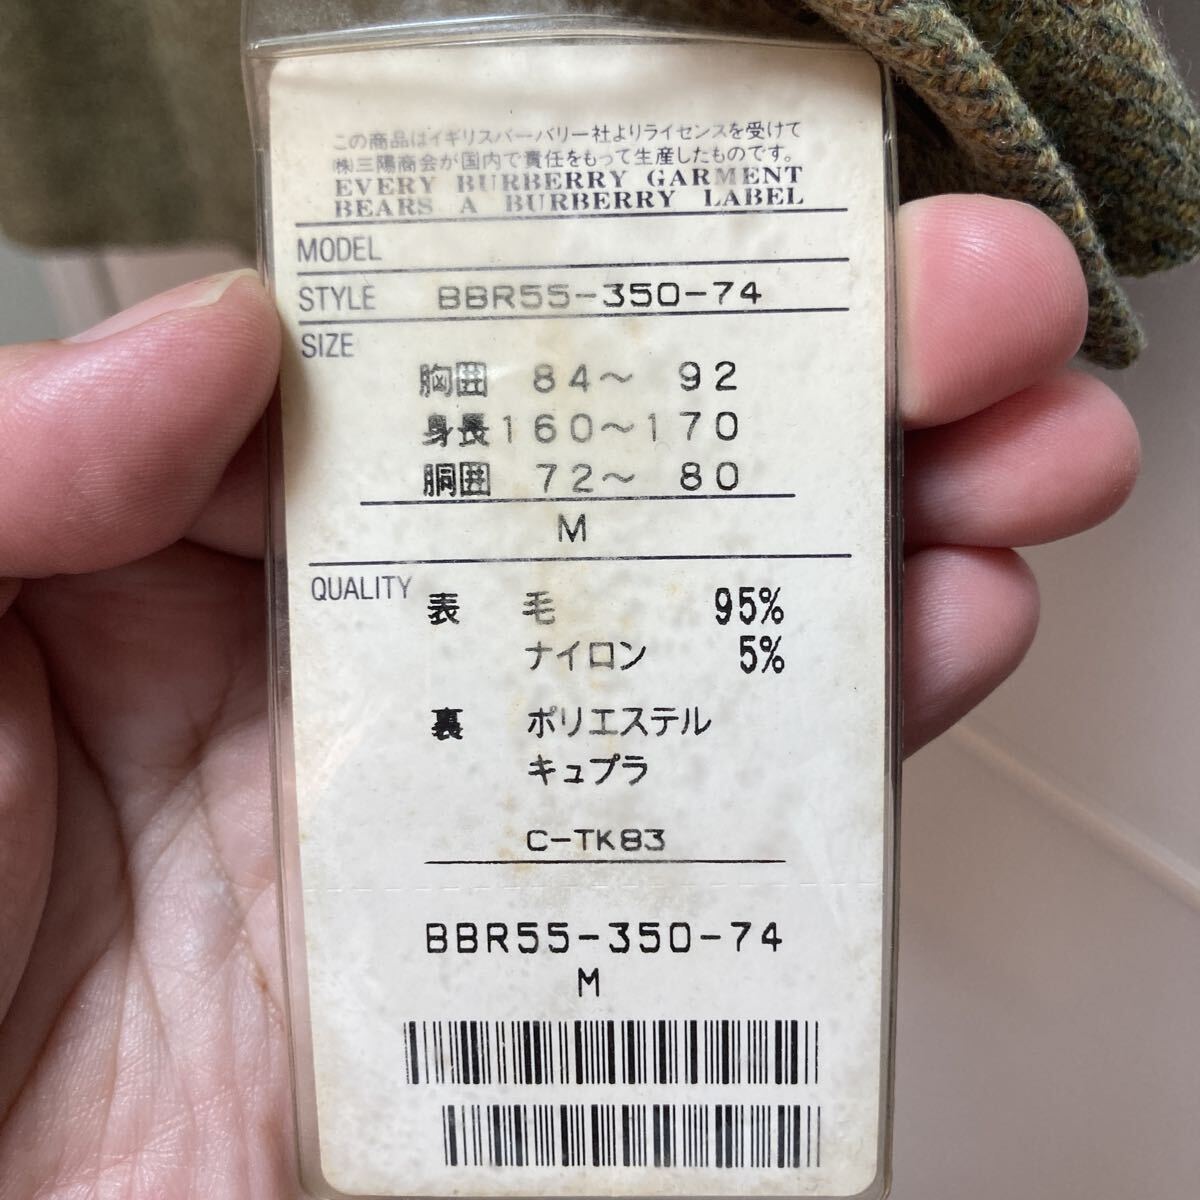 この商品はイギリスバーバリー社よりライセンスを受けて
㈱三陽商会が国内で責任をもって生産したものです。
EVERY BURBERRY GARMENT
BEARS A BURBERRY LABEL
MODEL
STYLE BBR55-350-74
SIZE
胸囲 84～ 92
身長160～170
胴囲 72～ 80
M
QUALITY 表 毛 95%
ナイロン 5%
裏 ポリエステル
キュプラ
C-TK83
BBR55-350-74
M